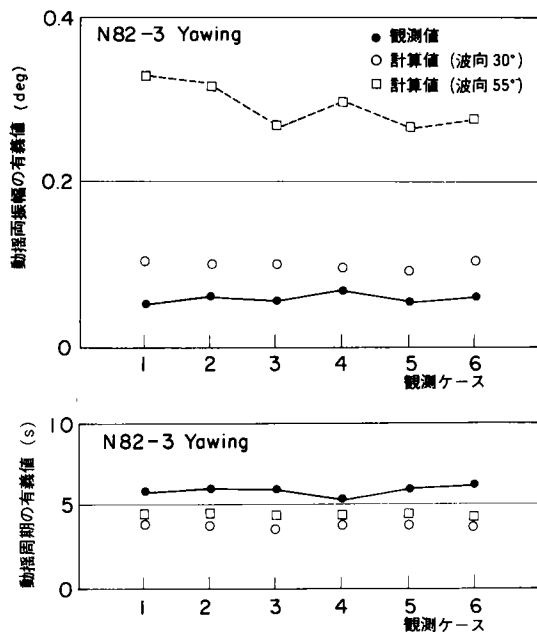 N82-3 Yawing
● 観測値
○ 計算値 (波向 30°)
□ 計算値 (波向 55°)
動揺両振幅の有義値 (deg)
0.4
0.2
0
1 2 3 4 5 6
観測ケース
N82-3 Yawing
動揺周期の有義値 (s)
10
5
0
1 2 3 4 5 6
観測ケース